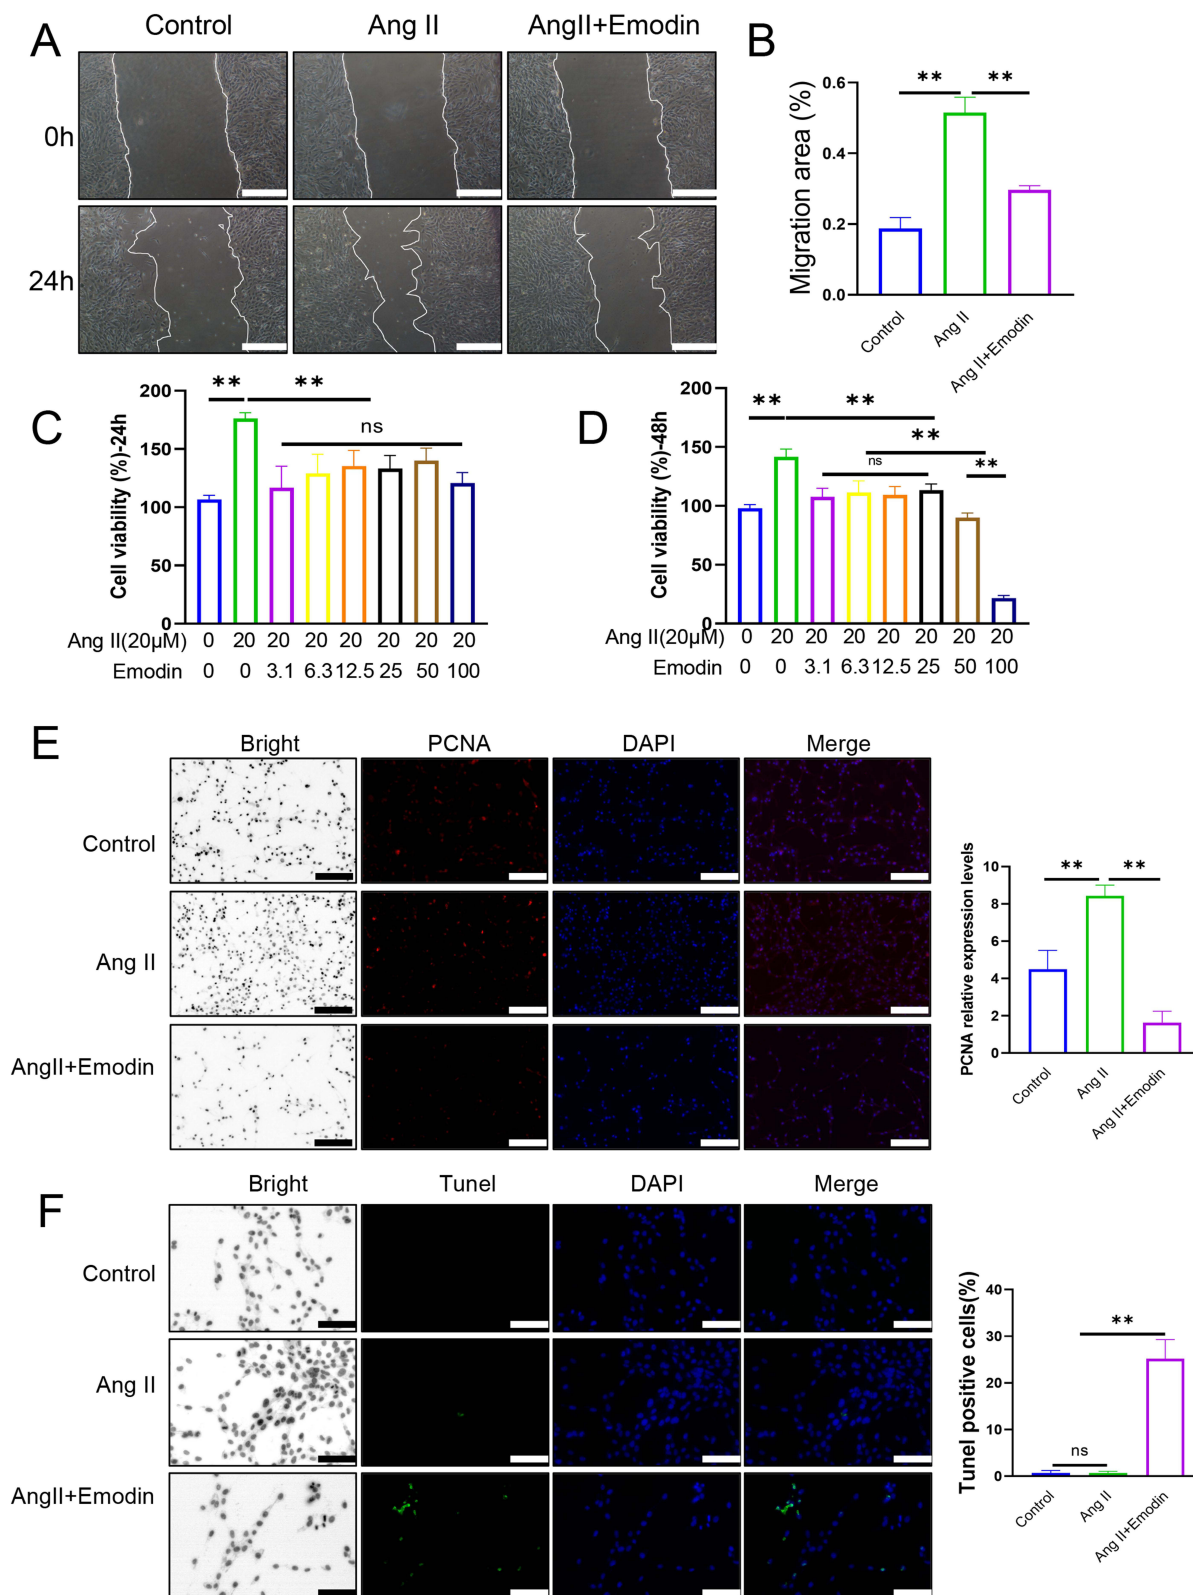 A
Control
Ang II
AngII+Emodin
0h
24h
B
Migration area (%)
0.6
0.4
0.2
0.0
** **
Control
Ang II
Ang II+Emodin
C
Cell viability (%)-24h
200
150
100
50
0
** **
ns
Ang II(20μM) 0 20 20 20 20 20 20 20
Emodin 0 0 3.1 6.3 12.5 25 50 100
D
Cell viability (%)-48h
200
150
100
50
0
** **
**
ns **
Ang II(20μM) 0 20 20 20 20 20 20 20
Emodin 0 0 3.1 6.3 12.5 25 50 100
E
Bright PCNA DAPI Merge
Control
Ang II
AngII+Emodin
PCNA relative expression levels
10
8
6
4
2
0
** **
Control
Ang II
Ang II+Emodin
F
Bright Tunel DAPI Merge
Control
Ang II
AngII+Emodin
Tunel positive cells(%)
40
30
20
10
0
**
ns
Control
Ang II
Ang II+Emodin